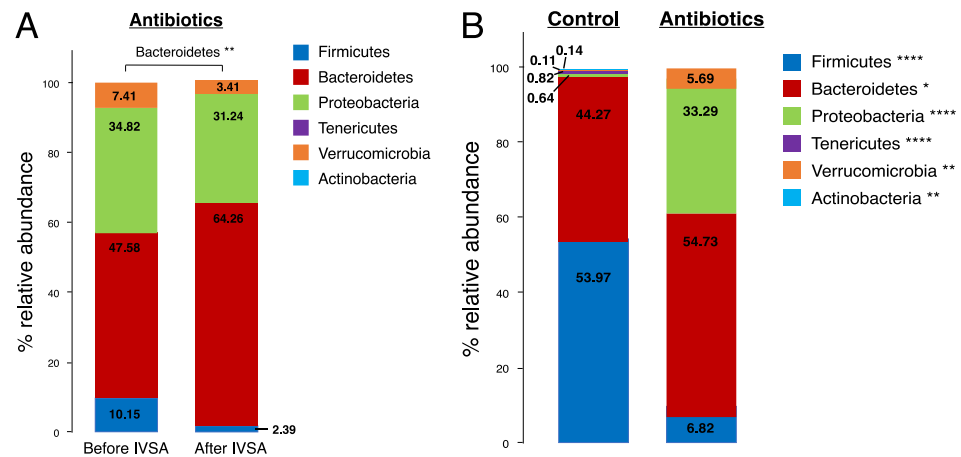 A
Antibiotics
Bacteroidetes **
% relative abundance
100
80
60
40
20
0
7.41
34.82
47.58
10.15
3.41
31.24
64.26
2.39
Before IVSA
After IVSA
Firmicutes
Bacteroidetes
Proteobacteria
Tenericutes
Verrucomicrobia
Actinobacteria
B
Control
Antibiotics
% relative abundance
100
80
60
40
20
0
0.14
0.11
0.82
0.64
44.27
53.97
5.69
33.29
54.73
6.82
Firmicutes ****
Bacteroidetes *
Proteobacteria ****
Tenericutes ****
Verrucomicrobia **
Actinobacteria **